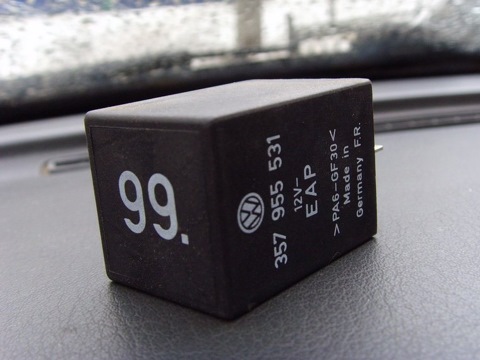 99.
357 955 531
12V-
EAP
>PA6-GF30<
Made in
Germany F.R.